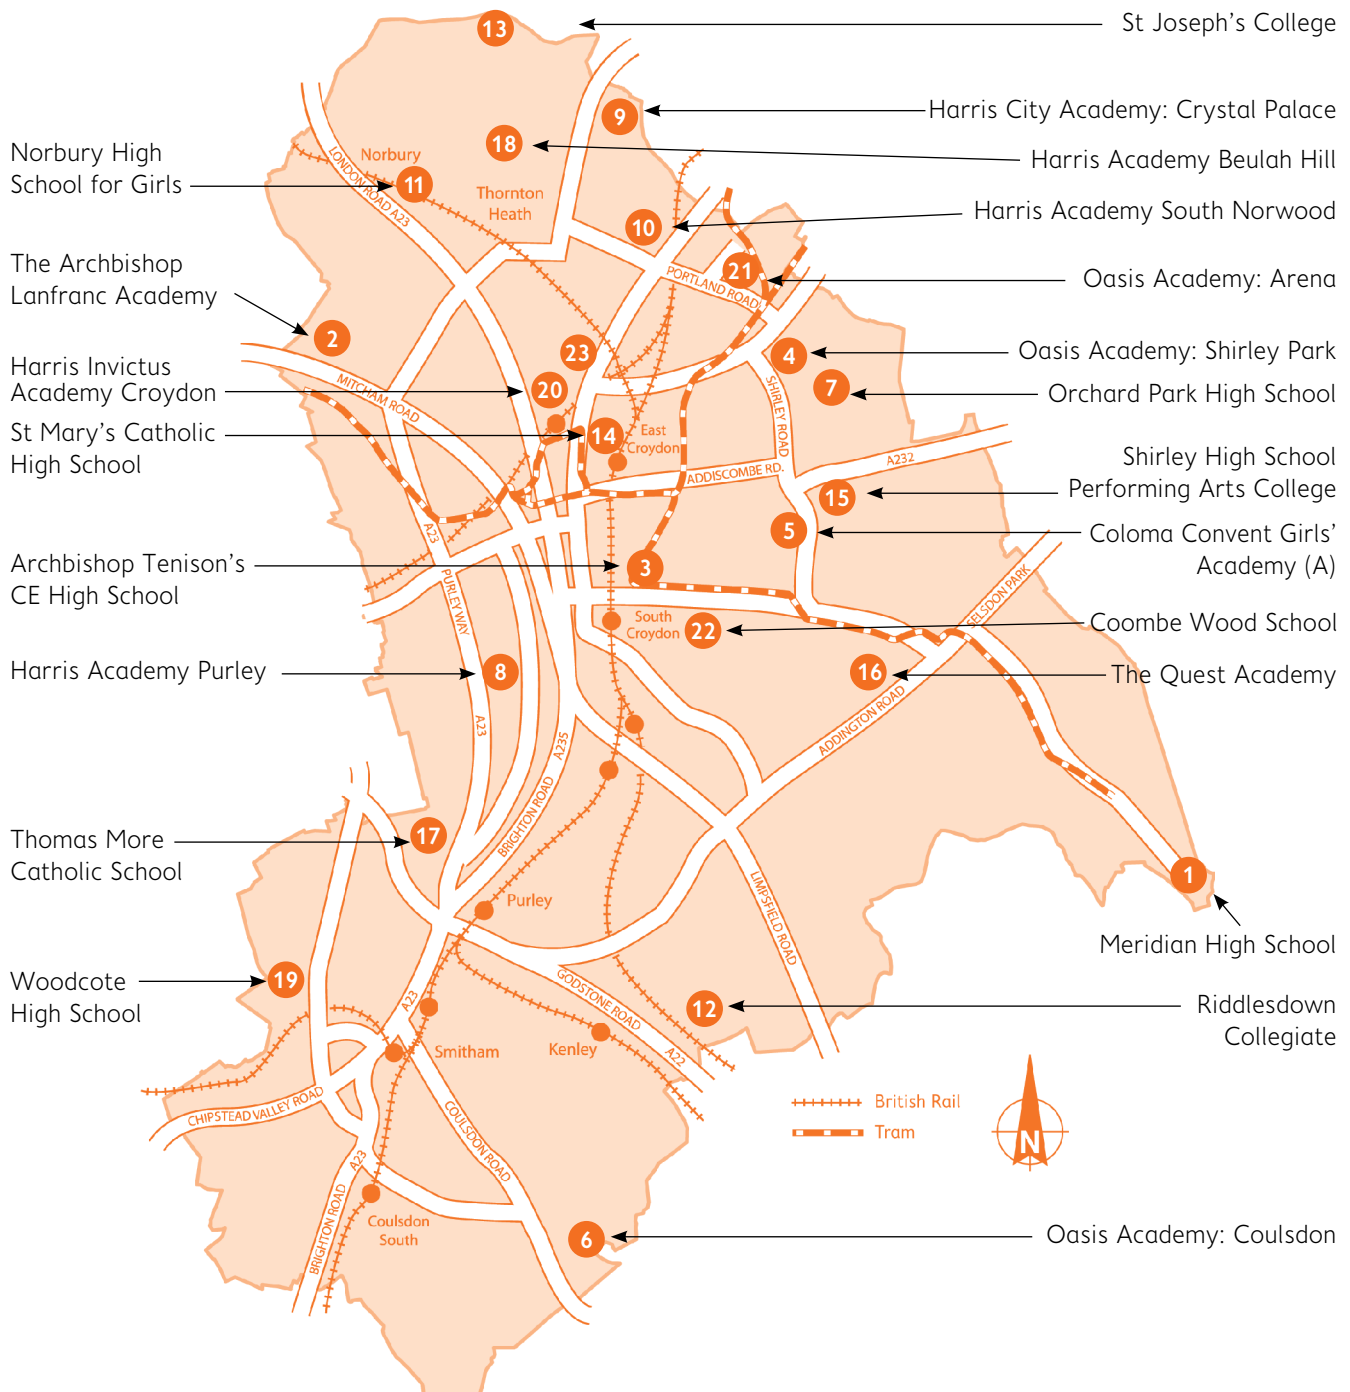 St Joseph's College
Harris City Academy: Crystal Palace
Harris Academy Beulah Hill
Harris Academy South Norwood
Oasis Academy: Arena
Oasis Academy: Shirley Park
Orchard Park High School
Shirley High School
Performing Arts College
Coloma Convent Girls'
Academy (A)
Coombe Wood School
The Quest Academy
Meridian High School
Riddlesdown
Collegiate
Oasis Academy: Coulsdon
Norbury High
School for Girls
The Archbishop
Lanfranc Academy
Harris Invictus
Academy Croydon
St Mary's Catholic
High School
Archbishop Tenison's
CE High School
Harris Academy Purley
Thomas More
Catholic School
Woodcote
High School
13
9
18
11
10
21
2
23
4
20
7
14
15
5
3
22
8
16
17
1
19
12
6
Norbury
Thornton
Heath
LONDON ROAD A23
PORTLAND ROAD
MITCHAM ROAD
SHIRLEY ROAD
East
Croydon
A232
ADDISCOMBE RD.
A23
PURLEY WAY
SELSDON PARK
South
Croydon
ADDINGTON ROAD
A23
A235
BRIGHTON ROAD
LIMPSFIELD ROAD
Purley
GODSTONE ROAD
A22
A23
Smitham
Kenley
CHIPSTEAD VALLEY ROAD
COULSDON ROAD
A23
BRIGHTON ROAD
Coulsdon
South
British Rail
Tram
N